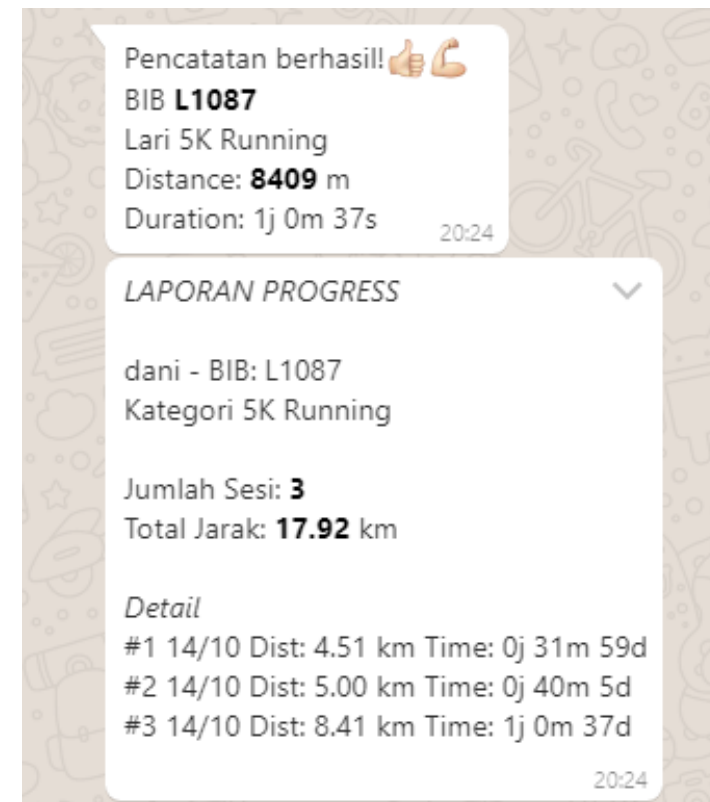 Pencatatan berhasil!👍🏻💪🏻
BIB L1087
Lari 5K Running
Distance: 8409 m
Duration: 1j 0m 37s
20:24
LAPORAN PROGRESS
dani - BIB: L1087
Kategori 5K Running
Jumlah Sesi: 3
Total Jarak: 17.92 km
Detail
#1 14/10 Dist: 4.51 km Time: 0j 31m 59d
#2 14/10 Dist: 5.00 km Time: 0j 40m 5d
#3 14/10 Dist: 8.41 km Time: 1j 0m 37d
20:24